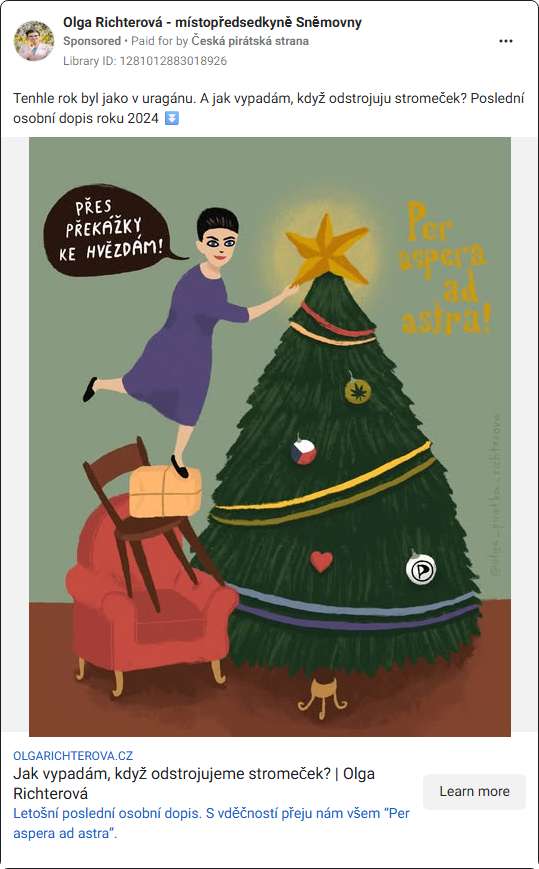 Olga Richterová - místopředsedkyně Sněmovny
Sponsored • Paid for by Česká pirátská strana
Library ID: 1281012883018926
Tenhle rok byl jako v uragánu. A jak vypadám, když odstrojuju stromeček? Poslední
osobní dopis roku 2024
PŘES
PŘEKÁŽKY
KE HVĚZDÁM!
Per
aspera
ad
astra!
@olga_piratka_richterova
OLGARICHTEROVA.CZ
Jak vypadám, když odstrojujeme stromeček? | Olga
Richterová
Letošní poslední osobní dopis. S vděčností přeju nám všem “Per
aspera ad astra”.
Learn more